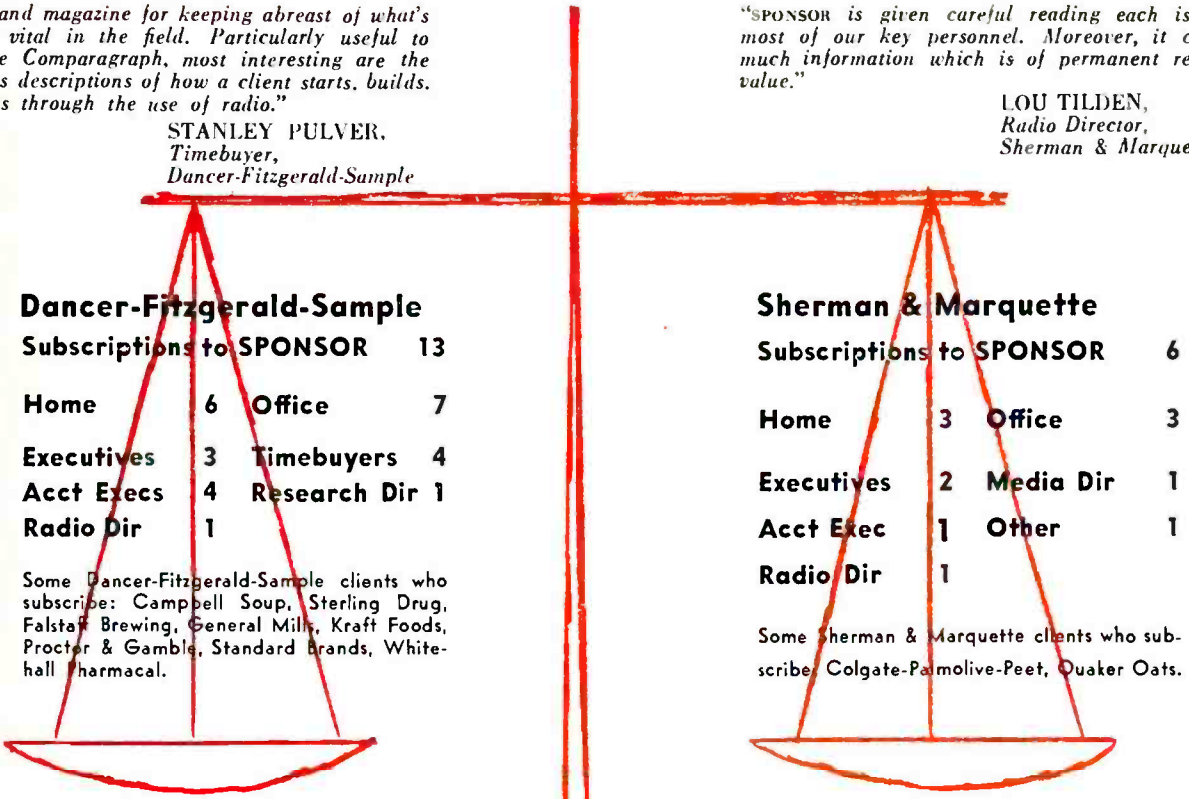 and magazine for keeping abreast of what's
vital in the field. Particularly useful to
Comparagraph, most interesting are the
descriptions of how a client starts. builds.
through the use of radio."
STANLEY PULVER,
Timebuyer,
Dancer-Fitzgerald-Sample
Dancer-Fitzgerald-Sample
Subscriptions to SPONSOR 13
Home 6 Office 7
Executives 3 Timebuyers 4
Acct Execs 4 Research Dir 1
Radio Dir 1
Some Dancer-Fitzgerald-Sample clients who
subscribe: Campbell Soup, Sterling Drug,
Falstaff Brewing, General Mills, Kraft Foods,
Procter & Gamble, Standard Brands, White-
hall Pharmacal.
"SPONSOR is given careful reading each
most of our key personnel. Moreover, it
much information which is of permanent
value."
LOU TILDEN,
Radio Director,
Sherman &
Sherman & Marquette
Subscriptions to SPONSOR 6
Home 3 Office 3
Executives 2 Media Dir 1
Acct Exec 1 Other 1
Radio Dir 1
Some Sherman & Marquette clients who sub-
scribe: Colgate-Palmolive-Peet, Quaker Oats.